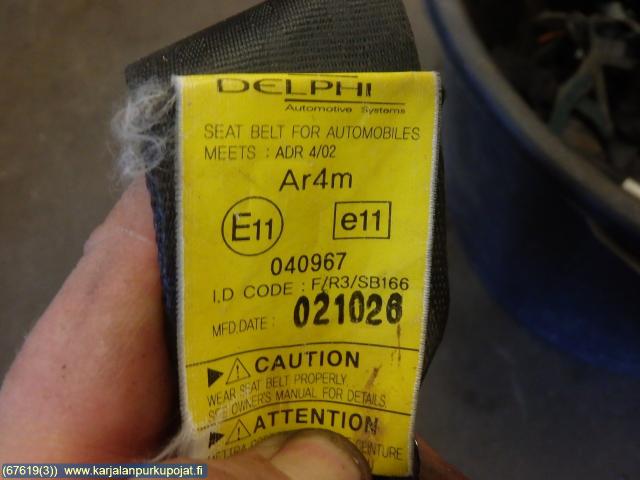 DELPHI
Automotive Systems
SEAT BELT FOR AUTOMOBILES
MEETS : ADR 4/02
Ar4m
E11 e11
040967
I.D CODE : F/R3/SB166
MFD.DATE : 021026
CAUTION
WEAR SEAT BELT PROPERLY
SEE OWNER'S MANUAL FOR DETAILS
ATTENTION
CEINTURE
(67619(3)) www.karjalanpurkupojat.fi